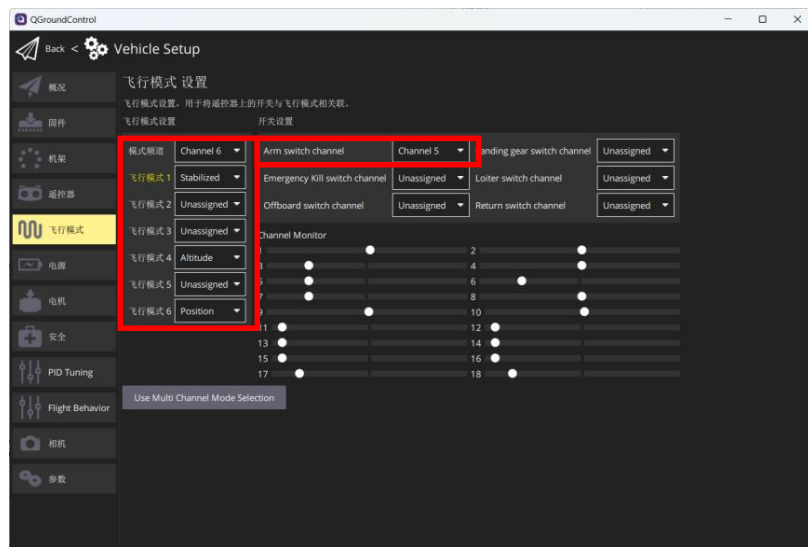 QGroundControl
Back < Vehicle Setup
飞行模式 设置
飞行模式设置，用于将遥控器上的开关与飞行模式相关联。
飞行模式设置 开关设置
概况
固件
机架
遥控器
飞行模式
电源
电机
安全
PID Tuning
Flight Behavior
相机
参数
模式频道 Channel 6
飞行模式 1 Stabilized
飞行模式 2 Unassigned
飞行模式 3 Unassigned
飞行模式 4 Altitude
飞行模式 5 Unassigned
飞行模式 6 Position
Arm switch channel Channel 5 anding gear switch channel Unassigned
Emergency Kill switch channel Unassigned Loiter switch channel Unassigned
Offboard switch channel Unassigned Return switch channel Unassigned
Channel Monitor
2
4
6
8
10
11 12
13 14
15 16
17 18
Use Multi Channel Mode Selection